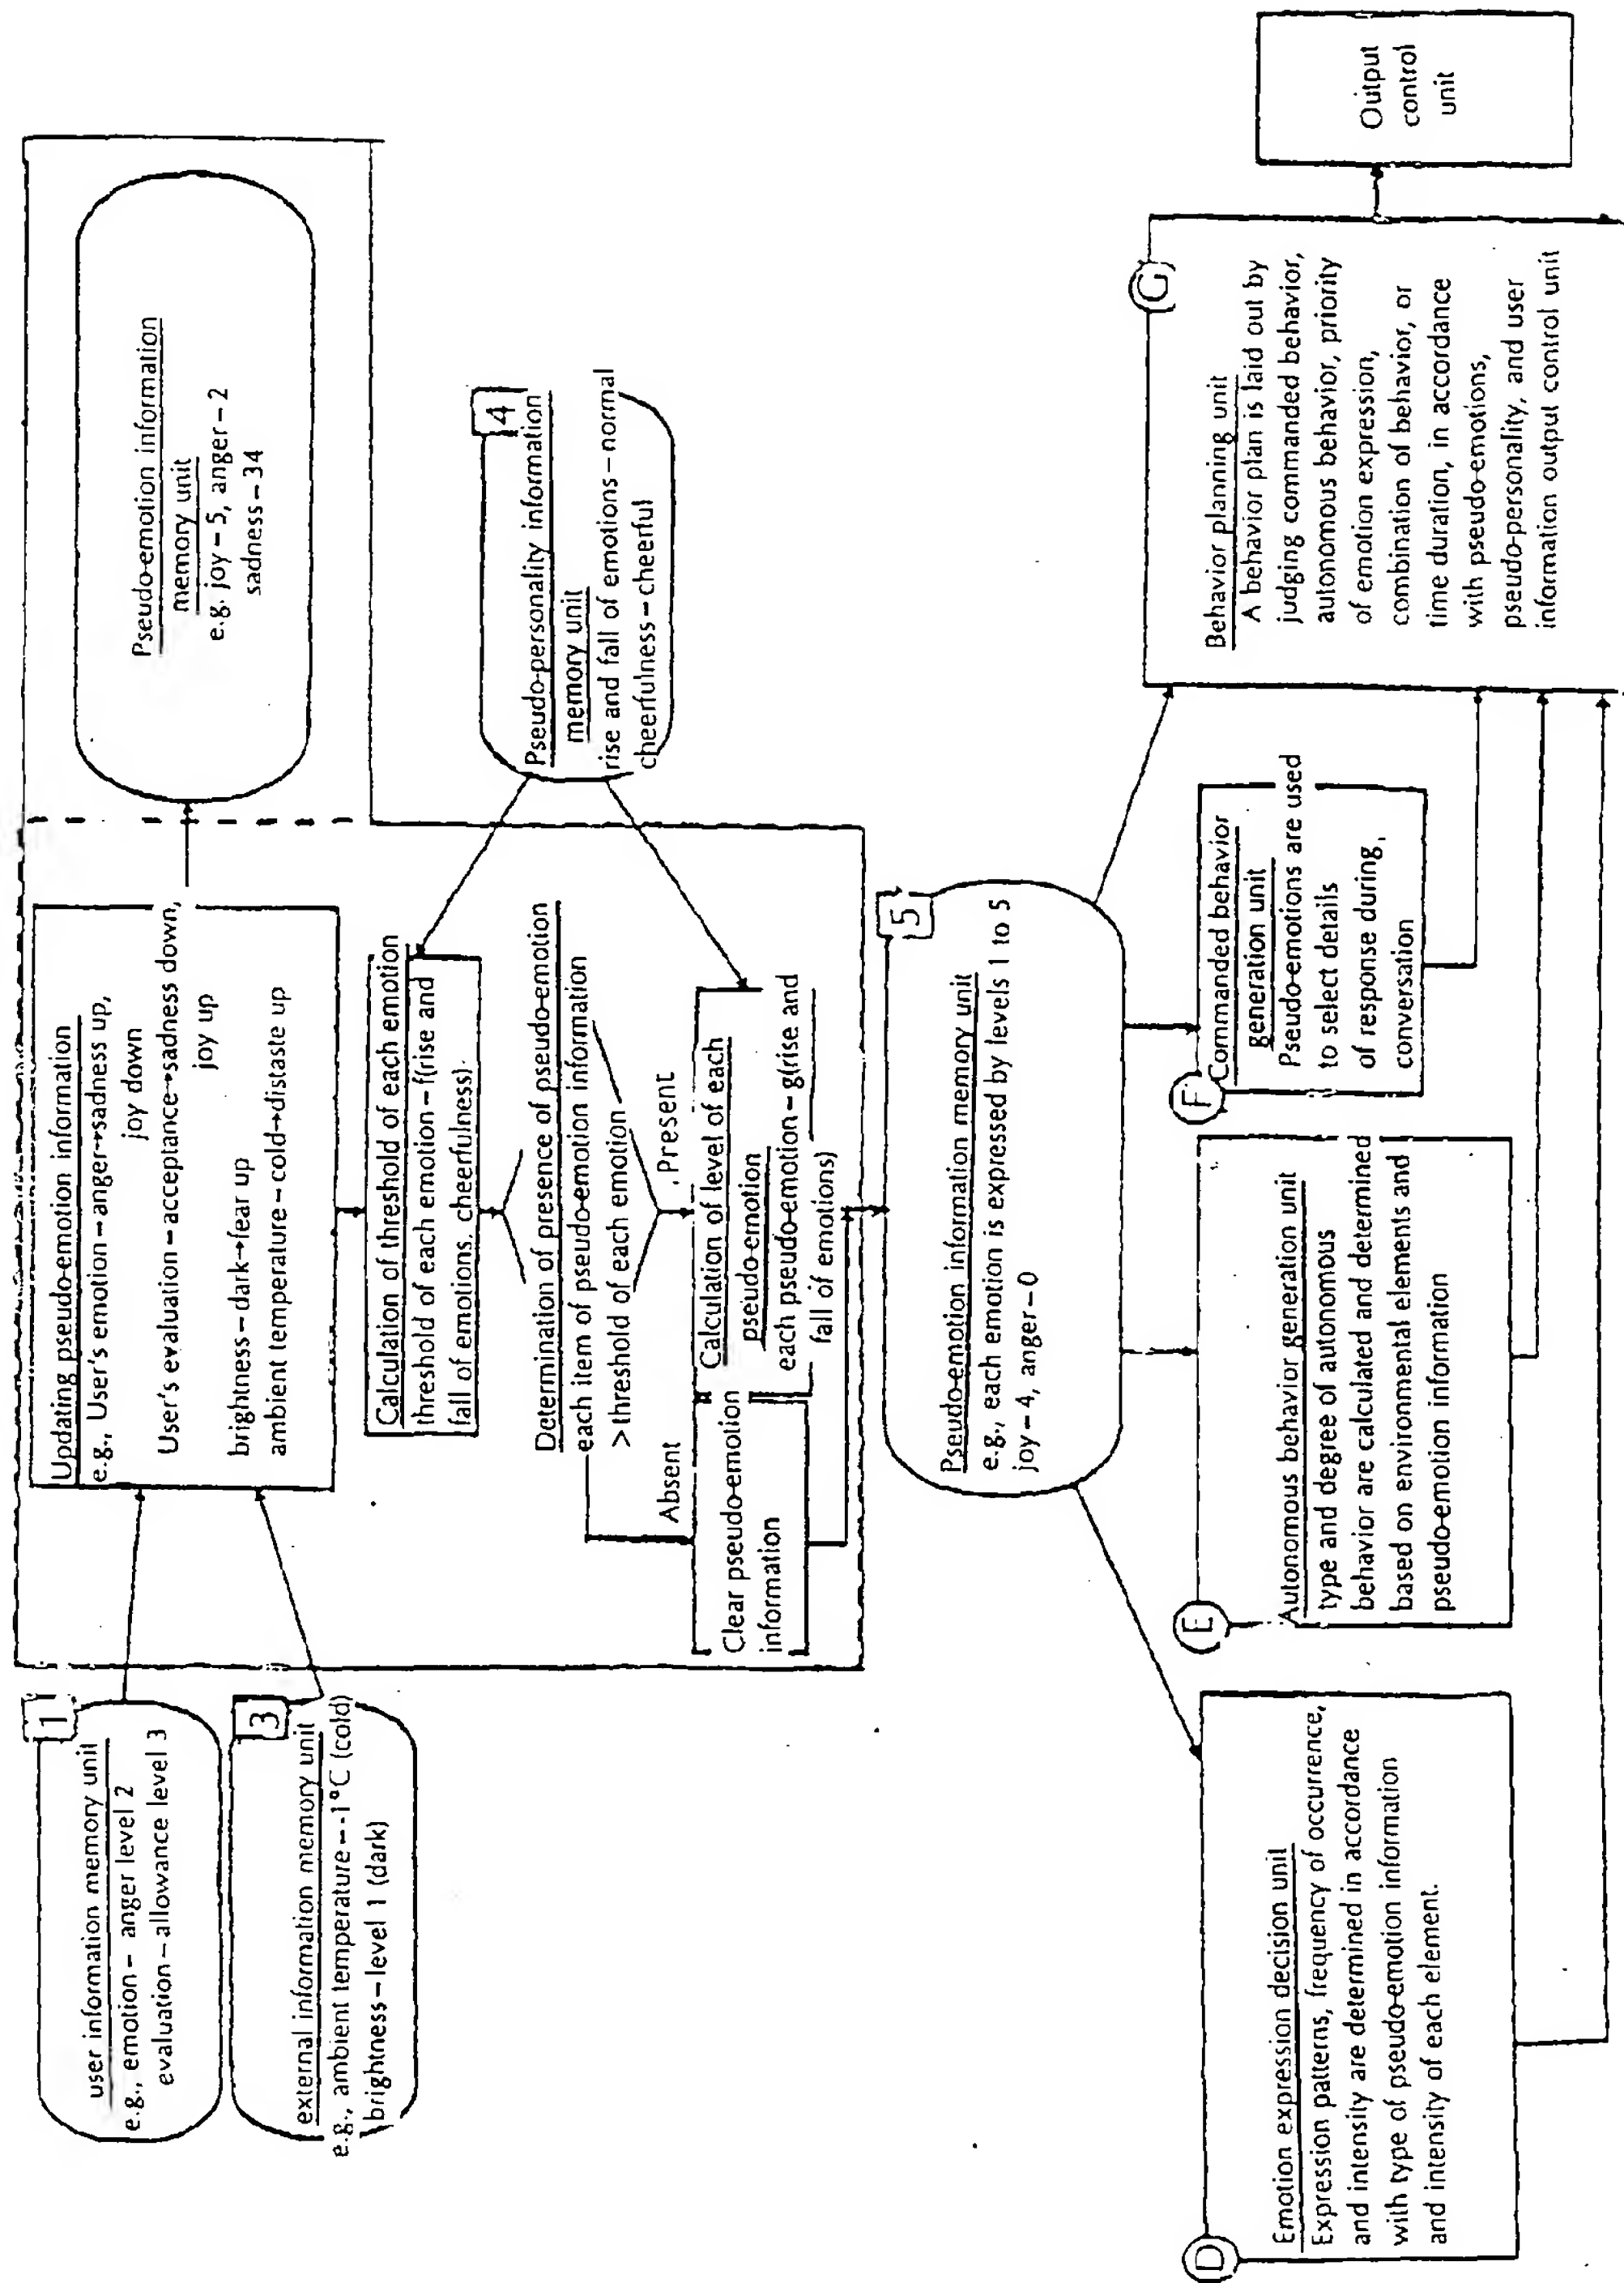 1
user information memory unit
e.g., emotion – anger level 2
evaluation – allowance level 3
3
external information memory unit
e.g., ambient temperature – -1°C (cold)
brightness – level 1 (dark)
Updating pseudo-emotion information
e.g., User's emotion – anger→sadness up,
joy down
User's evaluation – acceptance→sadness down,
joy up
brightness – dark→fear up
ambient temperature – cold→distaste up
Pseudo-emotion information
memory unit
e.g. joy – 5, anger – 2
sadness – 34
Calculation of threshold of each emotion
threshold of each emotion – f(rise and
fall of emotions, cheerfulness)
4
Pseudo-personality information
memory unit
rise and fall of emotions – normal
cheerfulness – cheerful
Determination of presence of pseudo-emotion
each item of pseudo-emotion information
> threshold of each emotion
Absent
Present
Clear pseudo-emotion
information
Calculation of level of each
pseudo-emotion
each pseudo-emotion – g(rise and
fall of emotions)
5
Pseudo-emotion information memory unit
e.g., each emotion is expressed by levels 1 to 5
joy – 4, anger – 0
D
Emotion expression decision unit
Expression patterns, frequency of occurrence,
and intensity are determined in accordance
with type of pseudo-emotion information
and intensity of each element.
E
Autonomous behavior generation unit
type and degree of autonomous
behavior are calculated and determined
based on environmental elements and
pseudo-emotion information
F
Commanded behavior
generation unit
Pseudo-emotions are used
to select details
of response during,
conversation
G
Behavior planning unit
A behavior plan is laid out by
judging commanded behavior,
autonomous behavior, priority
of emotion expression,
combination of behavior, or
time duration, in accordance
with pseudo-emotions,
pseudo-personality, and user
information output control unit
Output
control
unit